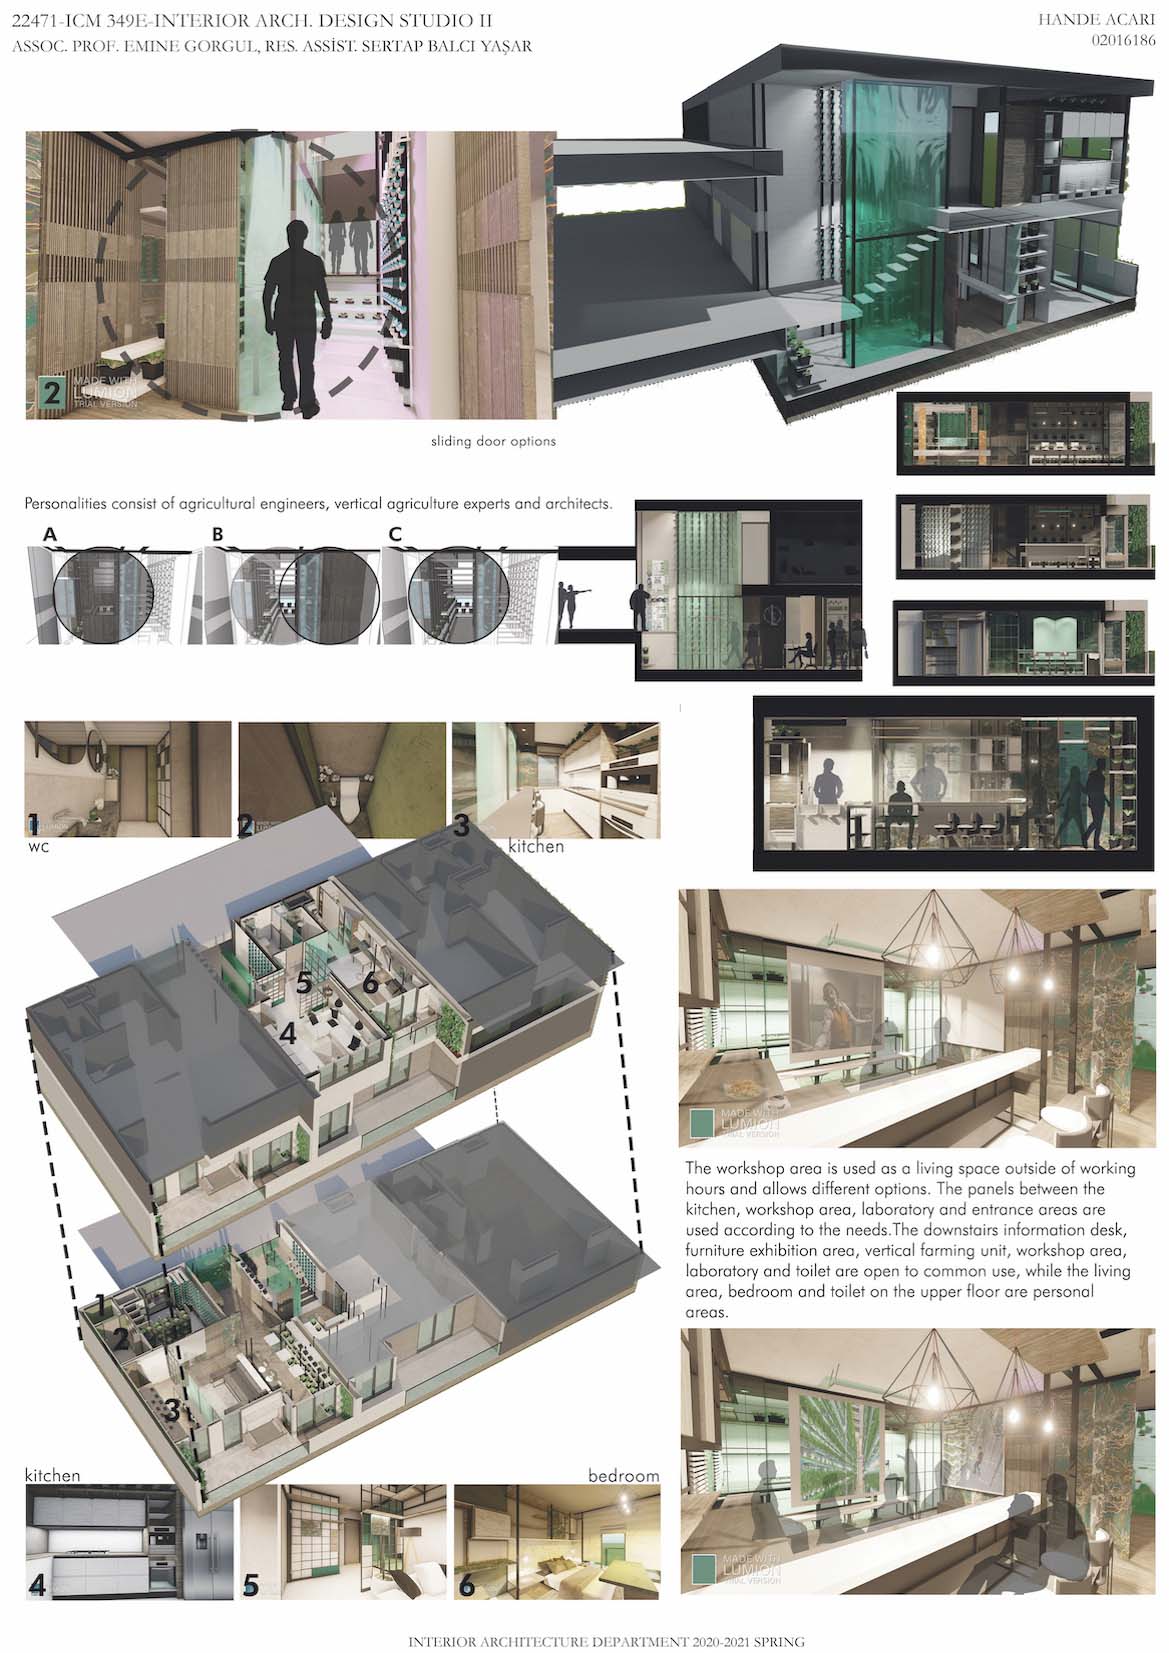 22471-ICM 349E-INTERIOR ARCH. DESIGN STUDIO II
ASSOC. PROF. EMINE GORGUL, RES. ASSİST. SERTAP BALCI YAŞAR
HANDE ACARI
02016186
2
MADE WITH
LUMION
TRIAL VERSION
sliding door options
Personalities consist of agricultural engineers, vertical agriculture experts and architects.
A
B
C
1
2
3
wc
kitchen
5
6
4
1
2
3
MADE WITH
LUMION
TRIAL VERSION
The workshop area is used as a living space outside of working
hours and allows different options. The panels between the
kitchen, workshop area, laboratory and entrance areas are
used according to the needs.The downstairs information desk,
furniture exhibition area, vertical farming unit, workshop area,
laboratory and toilet are open to common use, while the living
area, bedroom and toilet on the upper floor are personal
areas.
kitchen
bedroom
4
5
6
MADE WITH
LUMION
TRIAL VERSION
INTERIOR ARCHITECTURE DEPARTMENT 2020-2021 SPRING